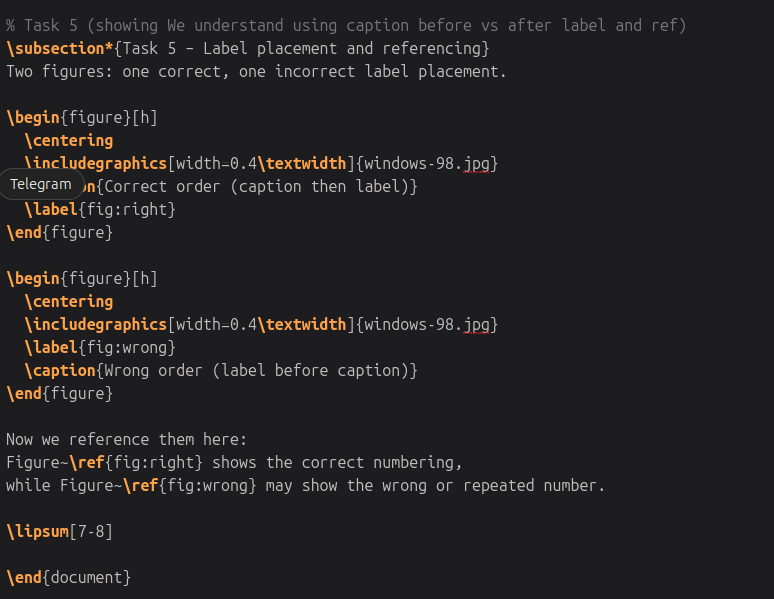 % Task 5 (showing We understand using caption before vs after label and ref)
\subsection*{Task 5 – Label placement and referencing}
Two figures: one correct, one incorrect label placement.
\begin{figure}[h]
\centering
\includegraphics[width=0.4\textwidth]{windows-98.jpg}
Telegram
n{Correct order (caption then label)}
\label{fig:right}
\end{figure}
\begin{figure}[h]
\centering
\includegraphics[width=0.4\textwidth]{windows-98.jpg}
\label{fig:wrong}
\caption{Wrong order (label before caption)}
\end{figure}
Now we reference them here:
Figure~\ref{fig:right} shows the correct numbering,
while Figure~\ref{fig:wrong} may show the wrong or repeated number.
\lipsum[7-8]
\end{document}